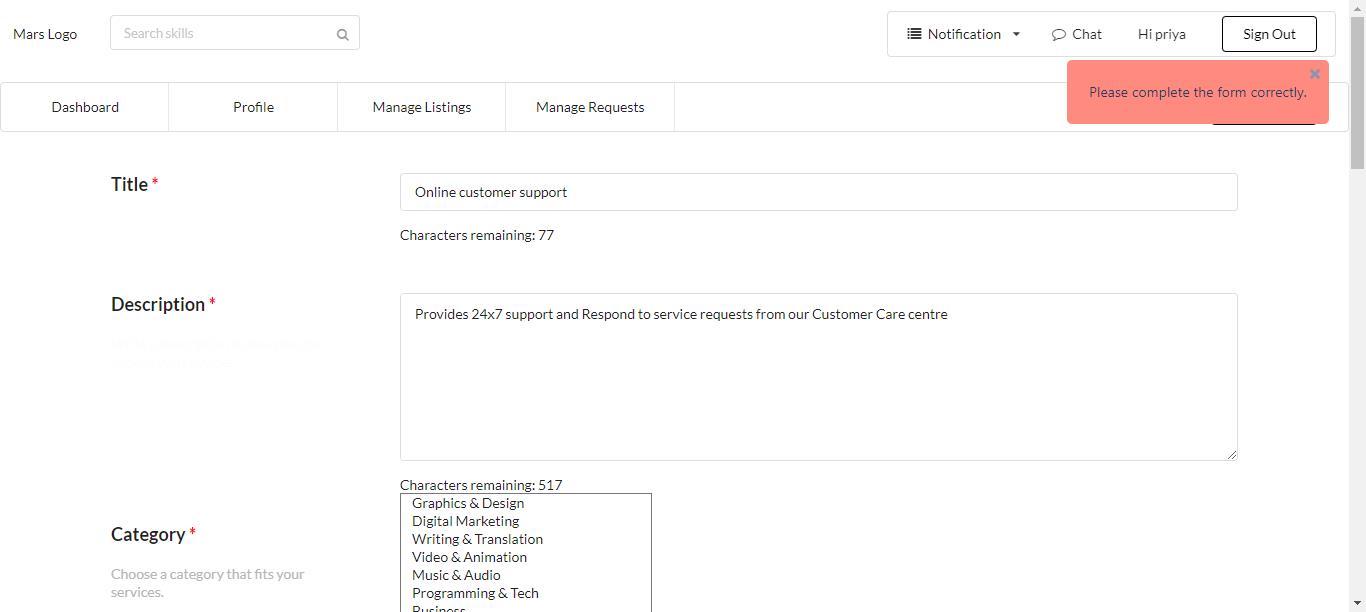 Mars Logo
Search skills
Notification
Chat
Hi priya
Sign Out
Please complete the form correctly.
Dashboard
Profile
Manage Listings
Manage Requests
Title *
Online customer support
Characters remaining: 77
Description *
Provides 24x7 support and Respond to service requests from our Customer Care centre
Characters remaining: 517
Category *
Choose a category that fits your
services.
Graphics & Design
Digital Marketing
Writing & Translation
Video & Animation
Music & Audio
Programming & Tech
Business